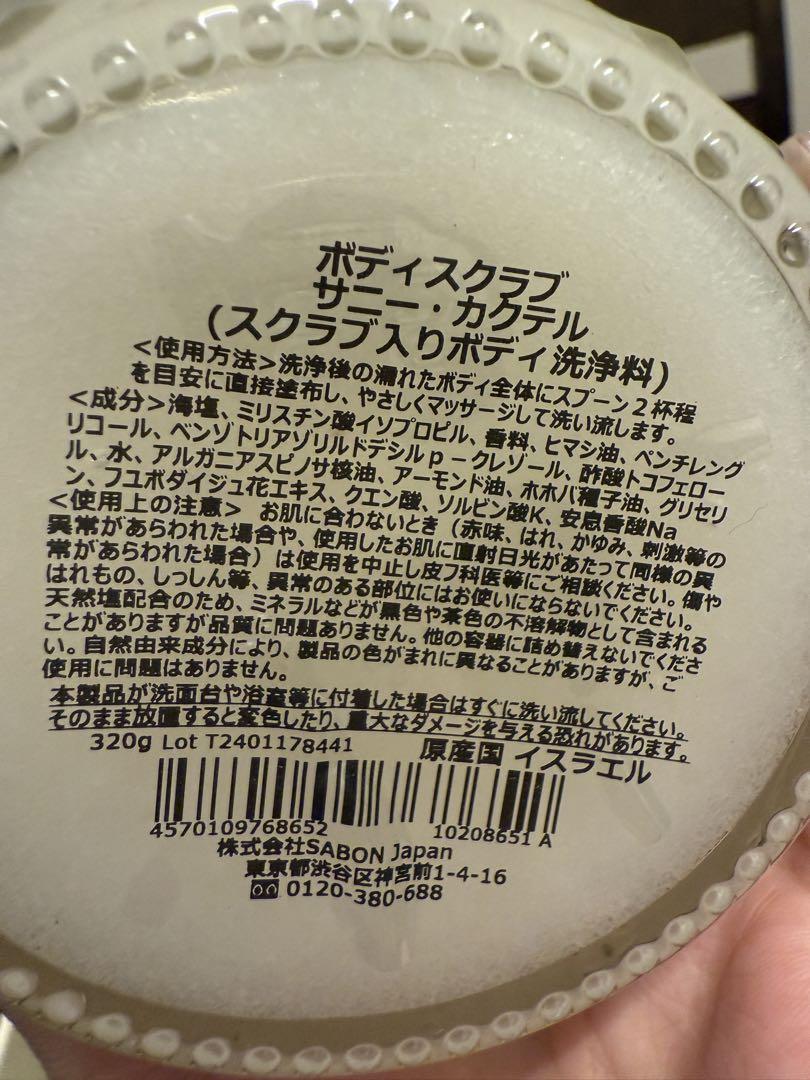 ボディスクラブ
サニー・カクテル
(スクラブ入りボディ洗浄料)
<使用方法>洗浄後の濡れたボディ全体にスプーン2杯程
を目安に直接塗布し、やさしくマッサージして洗い流します。
<成分>海塩、ミリスチン酸イソプロピル、香料、ヒマシ油、ペンチレング
リコール、ベンゾトリアゾリルドデシルp-クレゾール、酢酸トコフェロー
ル、水、アルガニアスピノサ核油、アーモンド油、ホホバ種子油、グリセリ
ン、フユボダイジュ花エキス、クエン酸、ソルビン酸K、安息香酸Na
<使用上の注意> お肌に合わないとき(赤味、はれ、かゆみ、刺激等の
異常があらわれた場合や、使用したお肌に直射日光があたって同様の異
常があらわれた場合)は使用を中止し皮フ科医等にご相談ください。傷や
はれもの、しっしん等、異常のある部位にはお使いにならないでください。
天然塩配合のため、ミネラルなどが黒色や茶色の不溶解物として含まれる
ことがありますが品質に問題ありません。他の容器に詰め替えないでくださ
い。自然由来成分により、製品の色がまれに異なることがありますが、ご
使用に問題はありません。
本製品が洗面台や浴室等に付着した場合はすぐに洗い流してください。
そのまま放置すると変色したり、重大なダメージを与える恐れがあります。
320g Lot T2401178441 原産国 イスラエル
4570109768652 10208651 A
株式会社SABON Japan
東京都渋谷区神宮前1-4-16
0120-380-688